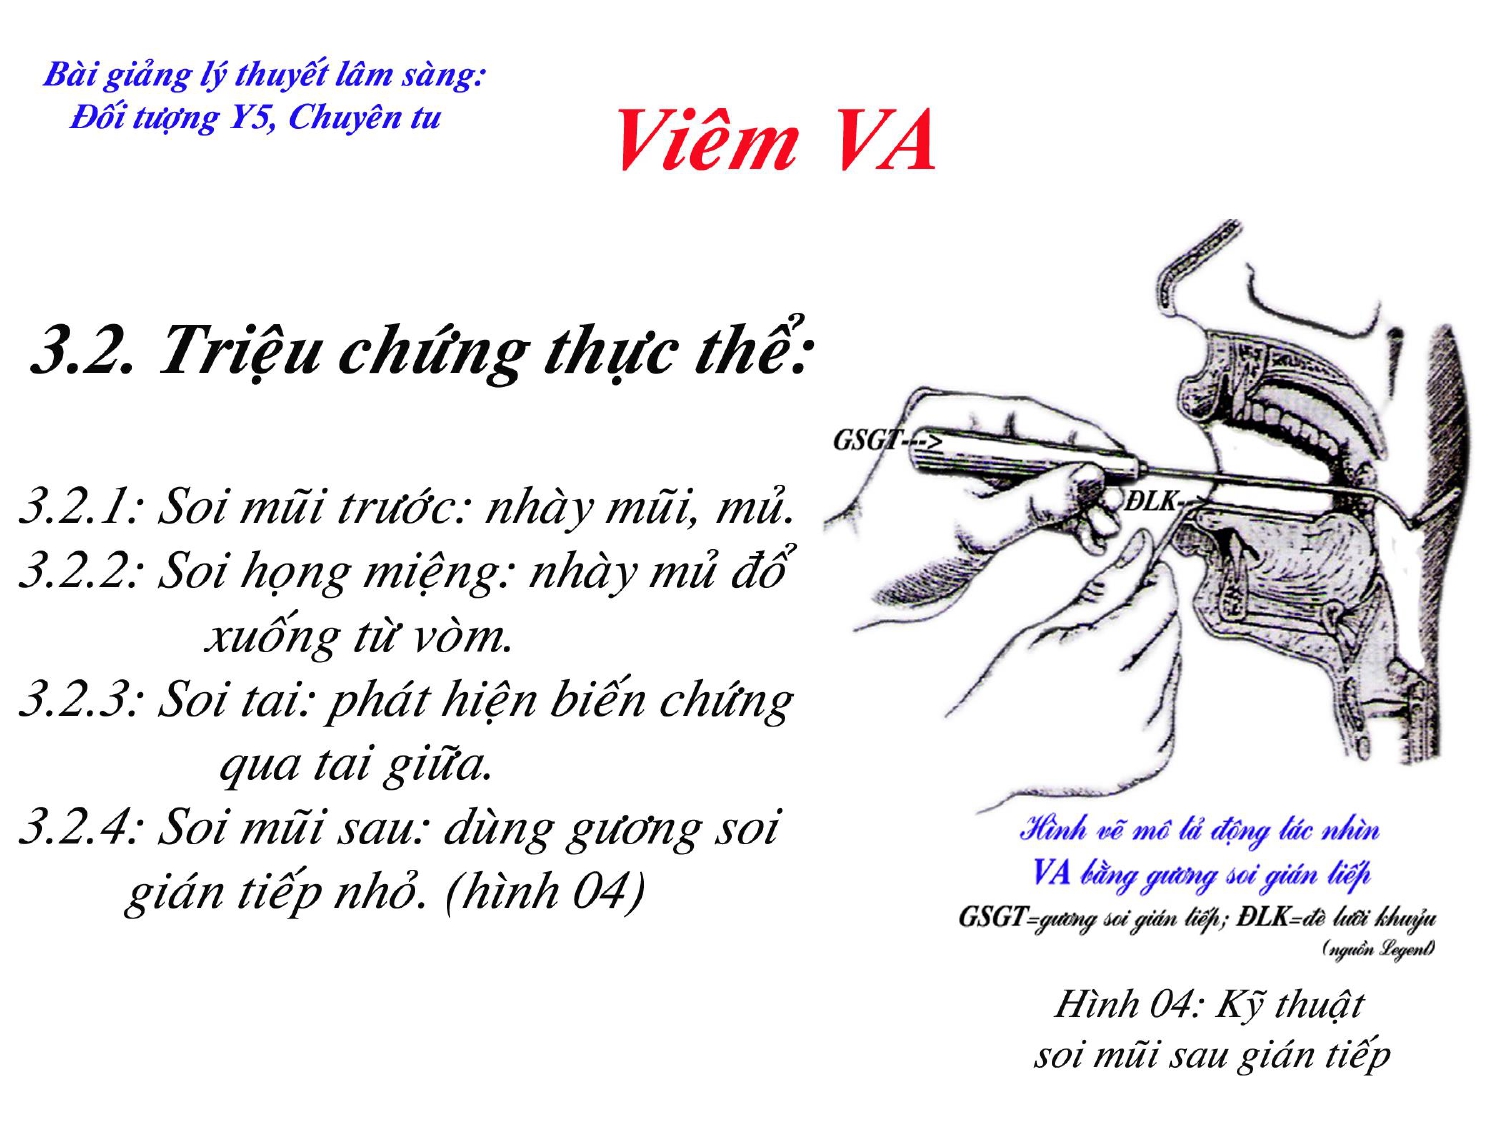 Bài giảng lý thuyết lâm sàng:
Đối tượng Y5, Chuyên tu
Viêm VA
3.2. Triệu chứng thực thể:
3.2.1: Soi mũi trước: nhày mũi, mủ.
3.2.2: Soi họng miệng: nhày mủ đổ
xuống từ vòm.
3.2.3: Soi tai: phát hiện biến chứng
qua tai giữa.
3.2.4: Soi mũi sau: dùng gương soi
gián tiếp nhỏ. (hình 04)
GSGT--->
ĐLK-->
Hình vẽ mô tả động tác nhìn
VA bằng gương soi gián tiếp
GSGT=gương soi gián tiếp; ĐLK=đè lưỡi khuỷu
(nguồn Legent)
Hình 04: Kỹ thuật
soi mũi sau gián tiếp